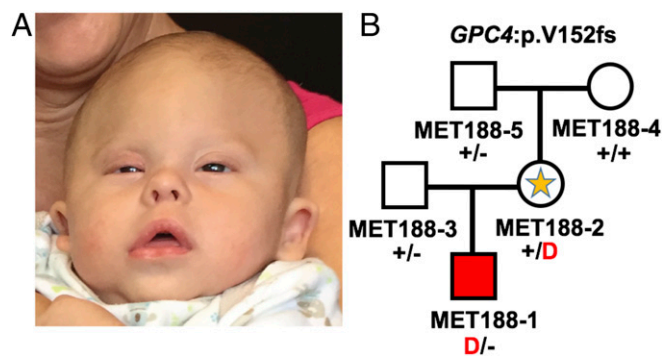 A
B
GPC4:p.V152fs
MET188-5
+/-
MET188-4
+/+
MET188-3
+/-
MET188-2
+/D
MET188-1
D/-